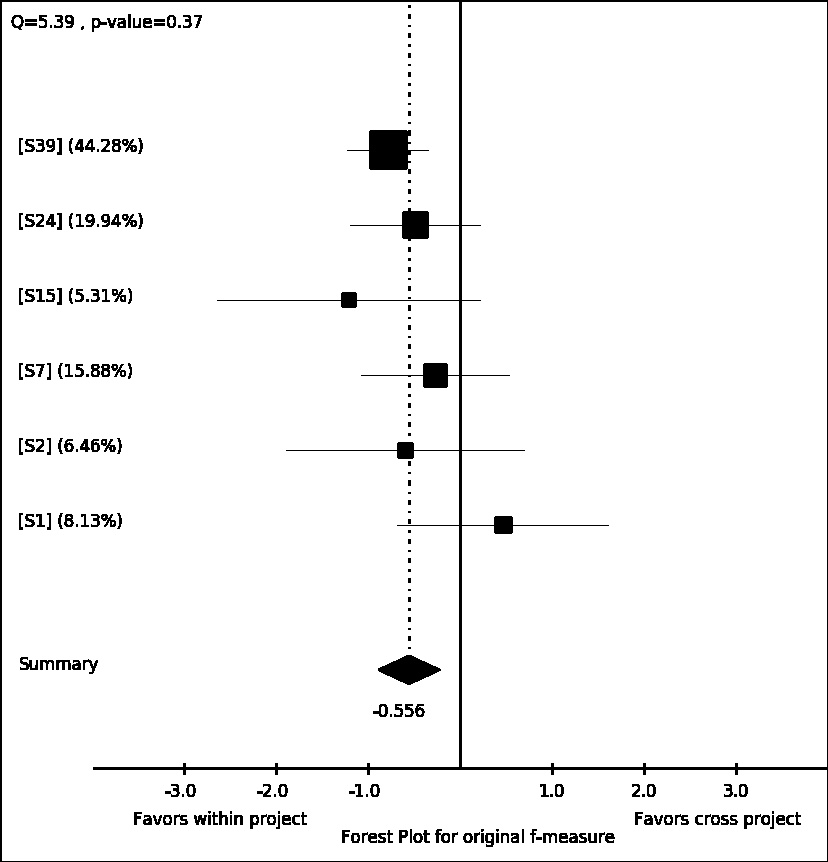 Q=5.39 , p-value=0.37
[S39] (44.28%)
[S24] (19.94%)
[S15] (5.31%)
[S7] (15.88%)
[S2] (6.46%)
[S1] (8.13%)
Summary
-0.556
-3.0 -2.0 -1.0 1.0 2.0 3.0
Favors within project Favors cross project
Forest Plot for original f-measure